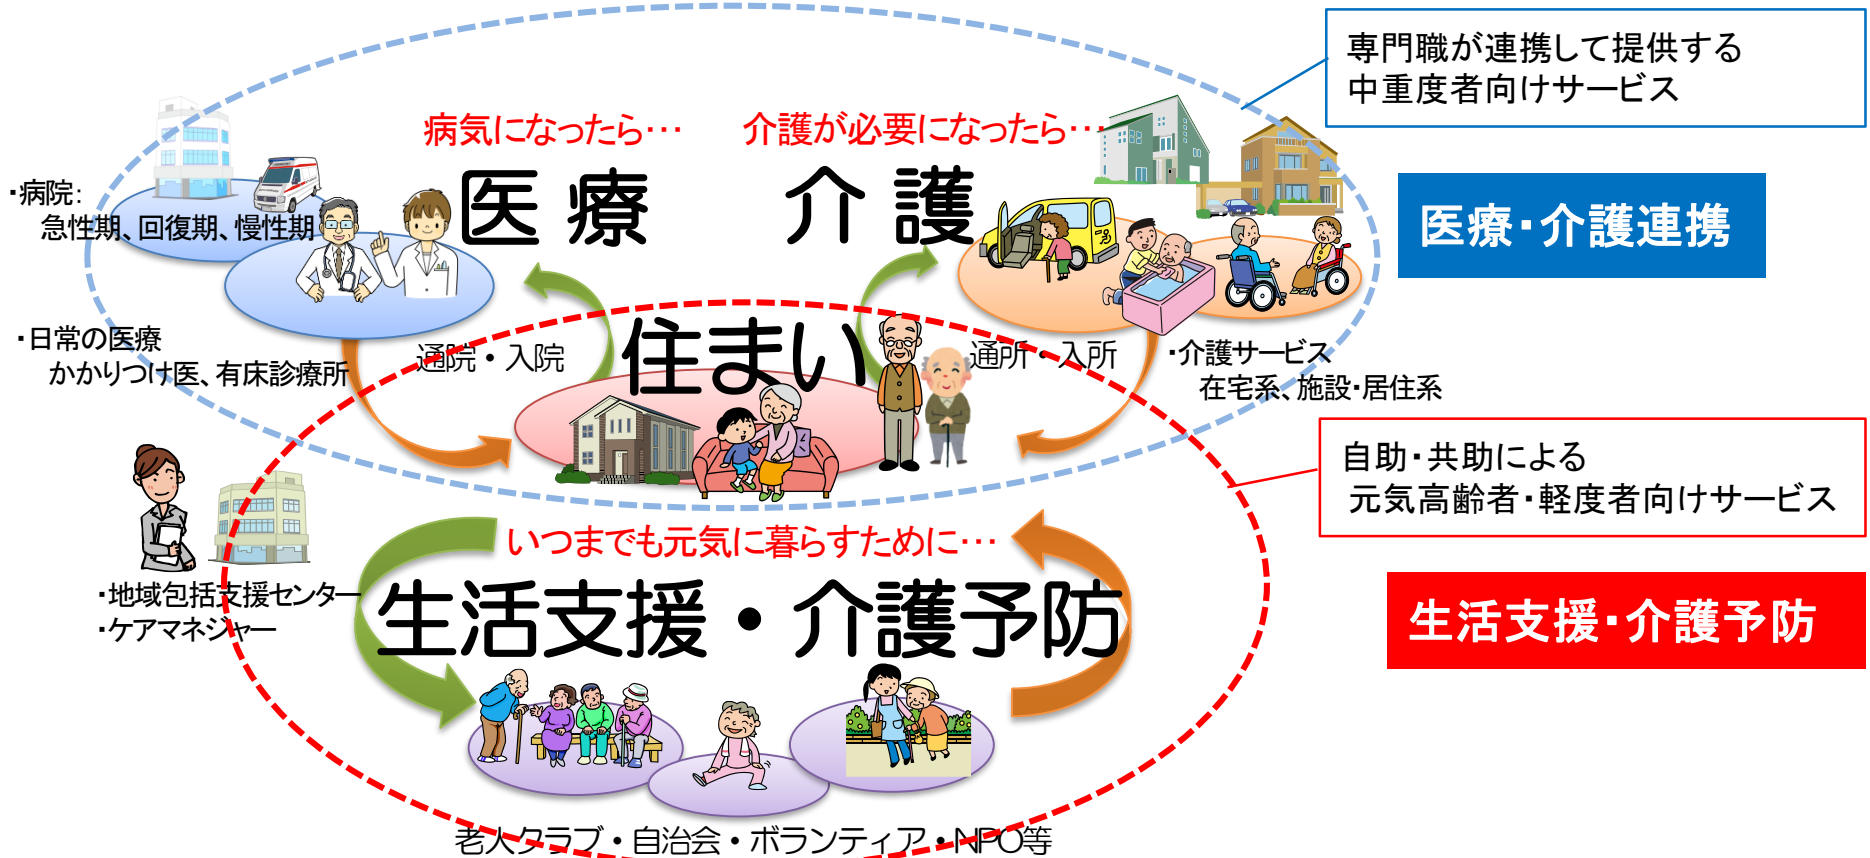 専門職が連携して提供する
中重度者向けサービス
病気になったら…
介護が必要になったら…
医療
介護
医療・介護連携
・病院：
急性期、回復期、慢性期
・日常の医療
かかりつけ医、有床診療所
通院・入院
住まい
通所・入所
・介護サービス
在宅系、施設・居住系
自助・共助による
元気高齢者・軽度者向けサービス
いつまでも元気に暮らすために…
生活支援・介護予防
生活支援・介護予防
・地域包括支援センター
・ケアマネジャー
老人クラブ・自治会・ボランティア・NPO等